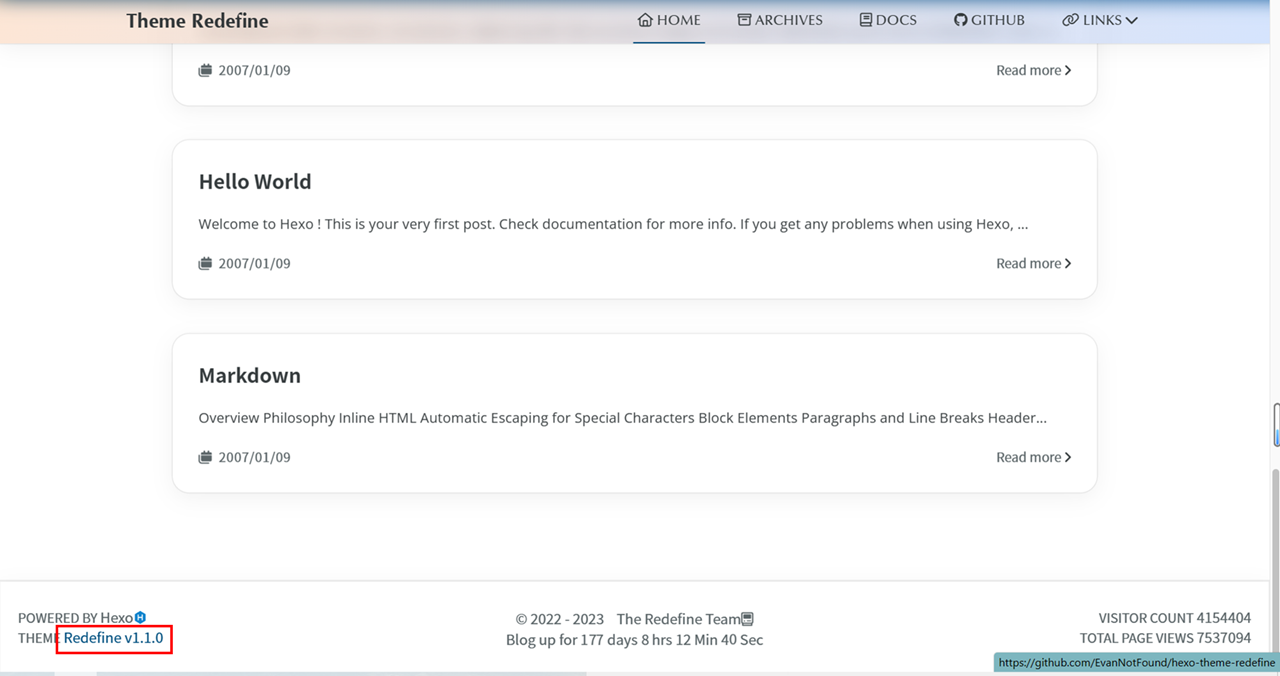 Theme Redefine HOME ARCHIVES DOCS GITHUB LINKS
2007/01/09 Read more
Hello World
Welcome to Hexo ! This is your very first post. Check documentation for more info. If you get any problems when using Hexo, ...
2007/01/09 Read more
Markdown
Overview Philosophy Inline HTML Automatic Escaping for Special Characters Block Elements Paragraphs and Line Breaks Header...
2007/01/09 Read more
POWERED BY Hexo © 2022 - 2023 The Redefine Team VISITOR COUNT 4154404
THEME Redefine v1.1.0 Blog up for 177 days 8 hrs 12 Min 40 Sec TOTAL PAGE VIEWS 7537094
https://github.com/EvanNotFound/hexo-theme-redefine